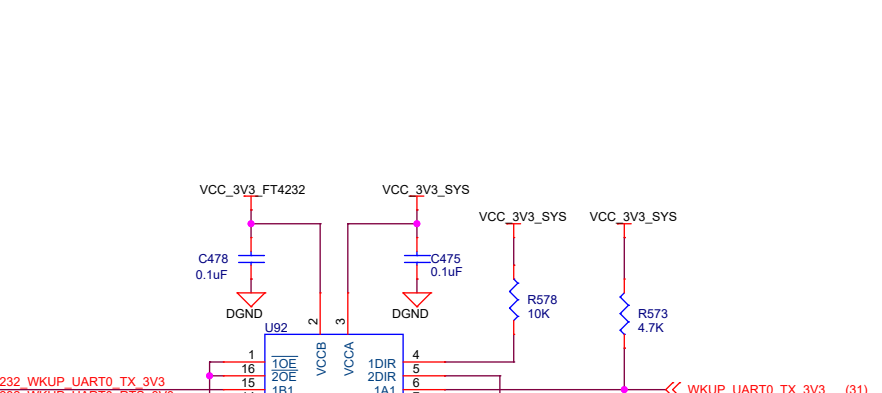 VCC_3V3_FT4232
VCC_3V3_SYS
VCC_3V3_SYS
VCC_3V3_SYS
C478
0.1uF
C475
0.1uF
R578
10K
R573
4.7K
DGND
DGND
U92
2
3
VCCB
VCCA
1
1OE
1DIR
4
16
2OE
2DIR
5
232_WKUP_UART0_TX_3V3
15
1B1
1A1
6
WKUP_UART0_TX_3V3 (31)